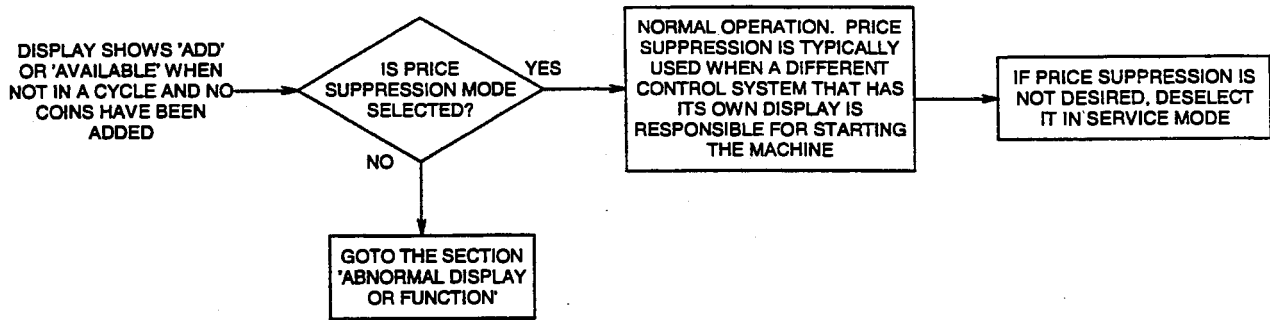 DISPLAY SHOWS 'ADD'
OR 'AVAILABLE' WHEN
NOT IN A CYCLE AND NO
COINS HAVE BEEN
ADDED
IS PRICE
SUPPRESSION MODE
SELECTED?
YES
NO
NORMAL OPERATION. PRICE
SUPPRESSION IS TYPICALLY
USED WHEN A DIFFERENT
CONTROL SYSTEM THAT HAS
ITS OWN DISPLAY IS
RESPONSIBLE FOR STARTING
THE MACHINE
IF PRICE SUPPRESSION IS
NOT DESIRED, DESELECT
IT IN SERVICE MODE
GOTO THE SECTION
'ABNORMAL DISPLAY
OR FUNCTION'